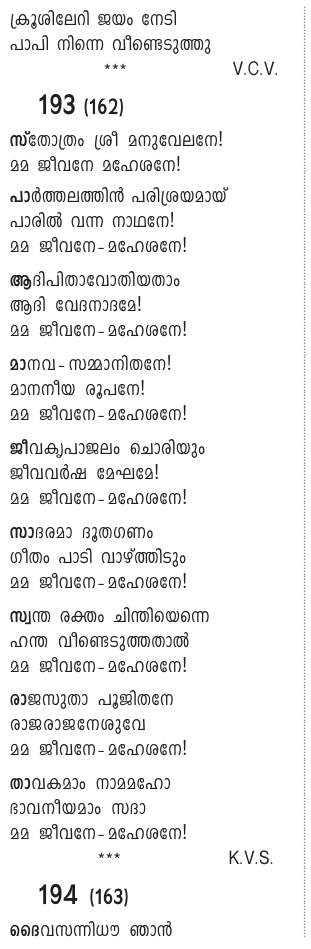 ക്രൂശിലേറി ജയം നേടി
പാപി നിന്നെ വീണ്ടെടുത്തു
*** V.C.V.
193 (162)
സ്തോത്രം ശ്രീ മനുവേലനേ!
മമ ജീവനേ മഹേശനേ!
പാർത്തലത്തിൻ പരിശ്രയമായ്
പാരിൽ വന്ന നാഥനേ!
മമ ജീവനേ-മഹേശനേ!
ആദിപിതാവോതിയതാം
ആദി വേദനാദമേ!
മമ ജീവനേ-മഹേശനേ!
മാനവ-സമ്മാനിതനേ!
മാനനീയ രൂപനേ!
മമ ജീവനേ-മഹേശനേ!
ജീവകൃപാജലം ചൊരിയും
ജീവവർഷ മേഘമേ!
മമ ജീവനേ-മഹേശനേ!
സാദരമാ ദൂതഗണം
ഗീതം പാടി വാഴ്ത്തിടും
മമ ജീവനേ-മഹേശനേ!
സ്വന്ത രക്തം ചിന്തിയെന്നെ
ഹന്ത വീണ്ടെടുത്തതാൽ
മമ ജീവനേ-മഹേശനേ!
രാജസുതാ പൂജിതനേ
രാജരാജനേശുവേ
മമ ജീവനേ-മഹേശനേ!
താവകമാം നാമമഹോ
ഭാവനീയമാം സദാ
മമ ജീവനേ-മഹേശനേ!
*** K.V.S.
194 (163)
ദൈവസന്നിധൗ ഞാൻ